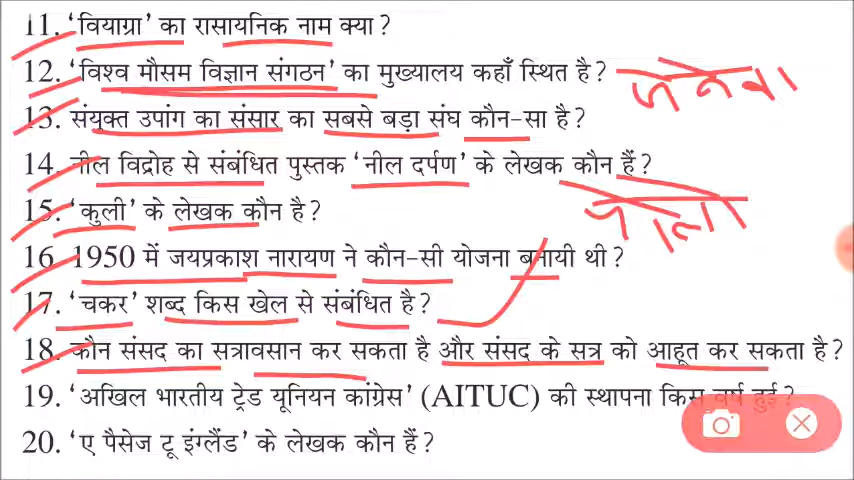 11. ‘वियाग्रा’ का रासायनिक नाम क्या?
12. ‘विश्व मौसम विज्ञान संगठन’ का मुख्यालय कहाँ स्थित है?
जेनेवा
13. संयुक्त उपांग का संसार का सबसे बड़ा संघ कौन-सा है?
14. नील विद्रोह से संबंधित पुस्तक ‘नील दर्पण’ के लेखक कौन हैं?
15. ‘कुली’ के लेखक कौन है?
16. 1950 में जयप्रकाश नारायण ने कौन-सी योजना बनायी थी?
17. ‘चकर’ शब्द किस खेल से संबंधित है?
18. कौन संसद का सत्रावसान कर सकता है और संसद के सत्र को आहूत कर सकता है?
19. ‘अखिल भारतीय ट्रेड यूनियन कांग्रेस’ (AITUC) की स्थापना किस वर्ष हुई?
20. ‘ए पैसेज टू इंग्लैंड’ के लेखक कौन हैं?